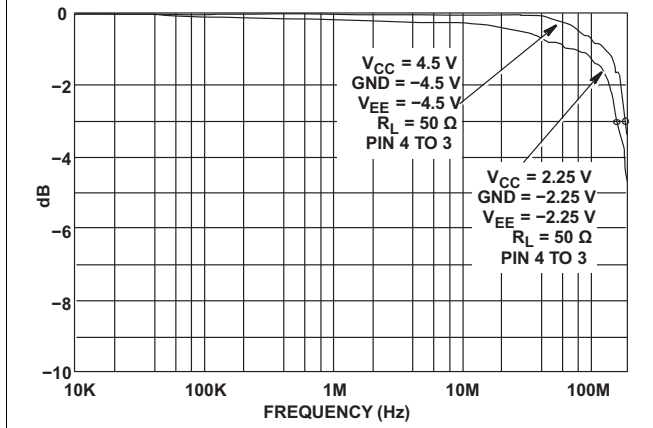 0
−2
−4
−6
−8
−10
dB
V_CC = 4.5 V
GND = −4.5 V
V_EE = −4.5 V
R_L = 50 Ω
PIN 4 TO 3
V_CC = 2.25 V
GND = −2.25 V
V_EE = −2.25 V
R_L = 50 Ω
PIN 4 TO 3
10K 100K 1M 10M 100M
FREQUENCY (Hz)